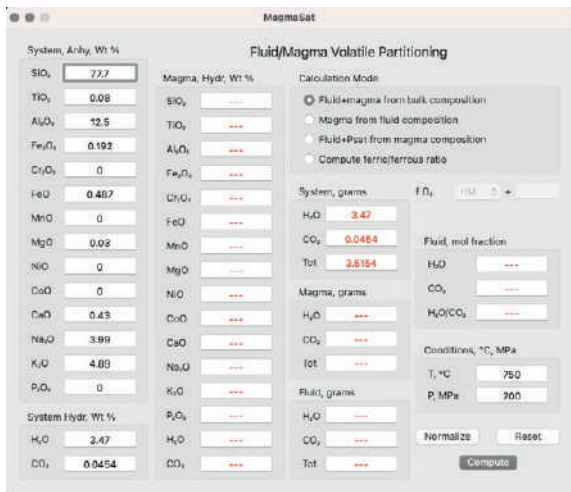 MagmaSat
Fluid/Magma Volatile Partitioning
System, Anhy, Wt %
SiO₂ 77.7
TiO₂ 0.08
Al₂O₃ 12.5
Fe₂O₃ 0.192
Cr₂O₃ 0
FeO 0.487
MnO 0
MgO 0.03
NiO 0
CoO 0
CaO 0.43
Na₂O 3.99
K₂O 4.89
P₂O₅ 0
System Hydr, Wt %
H₂O 3.47
CO₂ 0.0454
Magma, Hydr, Wt %
SiO₂ ---
TiO₂ ---
Al₂O₃ ---
Fe₂O₃ ---
Cr₂O₃ ---
FeO ---
MnO ---
MgO ---
NiO ---
CoO ---
CaO ---
Na₂O ---
K₂O ---
P₂O₅ ---
H₂O ---
CO₂ ---
Calculation Mode
Fluid+magma from bulk composition
Magma from fluid composition
Fluid+Psat from magma composition
Compute ferric/ferrous ratio
System, grams
H₂O 3.47
CO₂ 0.0454
Tot 3.5154
Magma, grams
H₂O ---
CO₂ ---
Tot ---
Fluid, grams
H₂O ---
CO₂ ---
Tot ---
f O₂ HM +
Fluid, mol fraction
H₂O ---
CO₂ ---
H₂O/CO₂ ---
Conditions, °C, MPa
T, °C 750
P, MPa 200
Normalize Reset
Compute